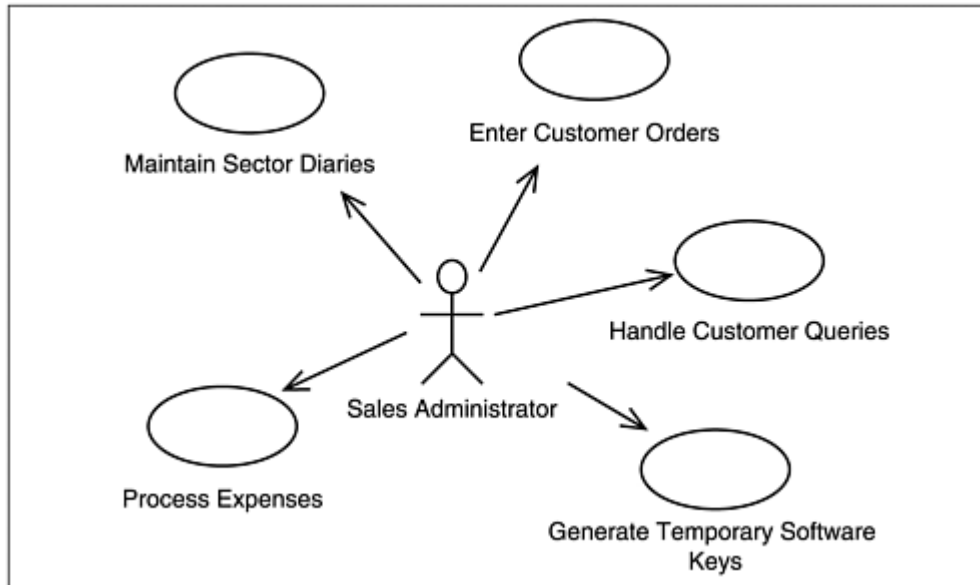 Enter Customer Orders
Maintain Sector Diaries
Handle Customer Queries
Sales Administrator
Process Expenses
Generate Temporary Software
Keys